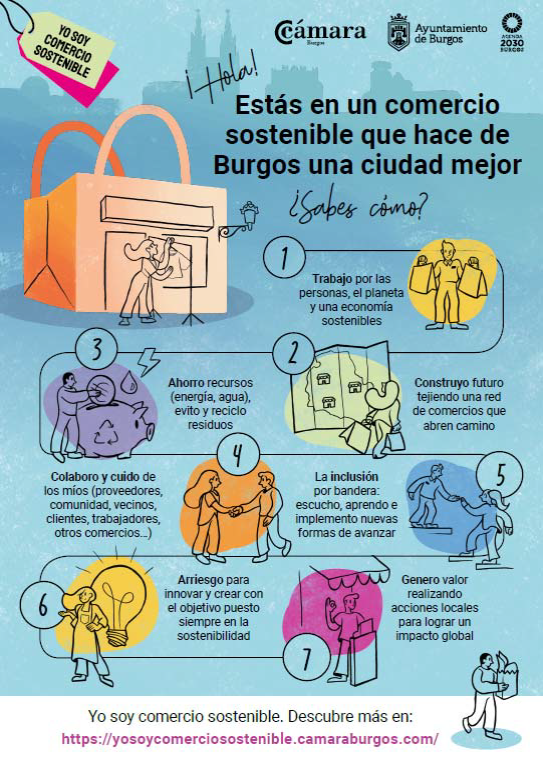 YO SOY
COMERCIO
SOSTENIBLE
Cámara
Burgos
Ayuntamiento
de Burgos
AGENDA
2030
BURGOS
¡Hola!
Estás en un comercio
sostenible que hace de
Burgos una ciudad mejor
¿Sabes cómo?
1
Trabajo por las
personas, el planeta
y una economía
sostenibles
2
Construyo futuro
tejiendo una red
de comercios que
abren camino
3
Ahorro recursos
(energía, agua),
evito y reciclo
residuos
4
Colaboro y cuido de
los míos (proveedores,
comunidad, vecinos,
clientes, trabajadores,
otros comercios...)
5
La inclusión
por bandera:
escucho, aprendo e
implemento nuevas
formas de avanzar
6
Arriesgo para
innovar y crear con
el objetivo puesto
siempre en la
sostenibilidad
7
Genero valor
realizando
acciones locales
para lograr un
impacto global
Yo soy comercio sostenible. Descubre más en:
https://yosoycomerciosostenible.camaraburgos.com/